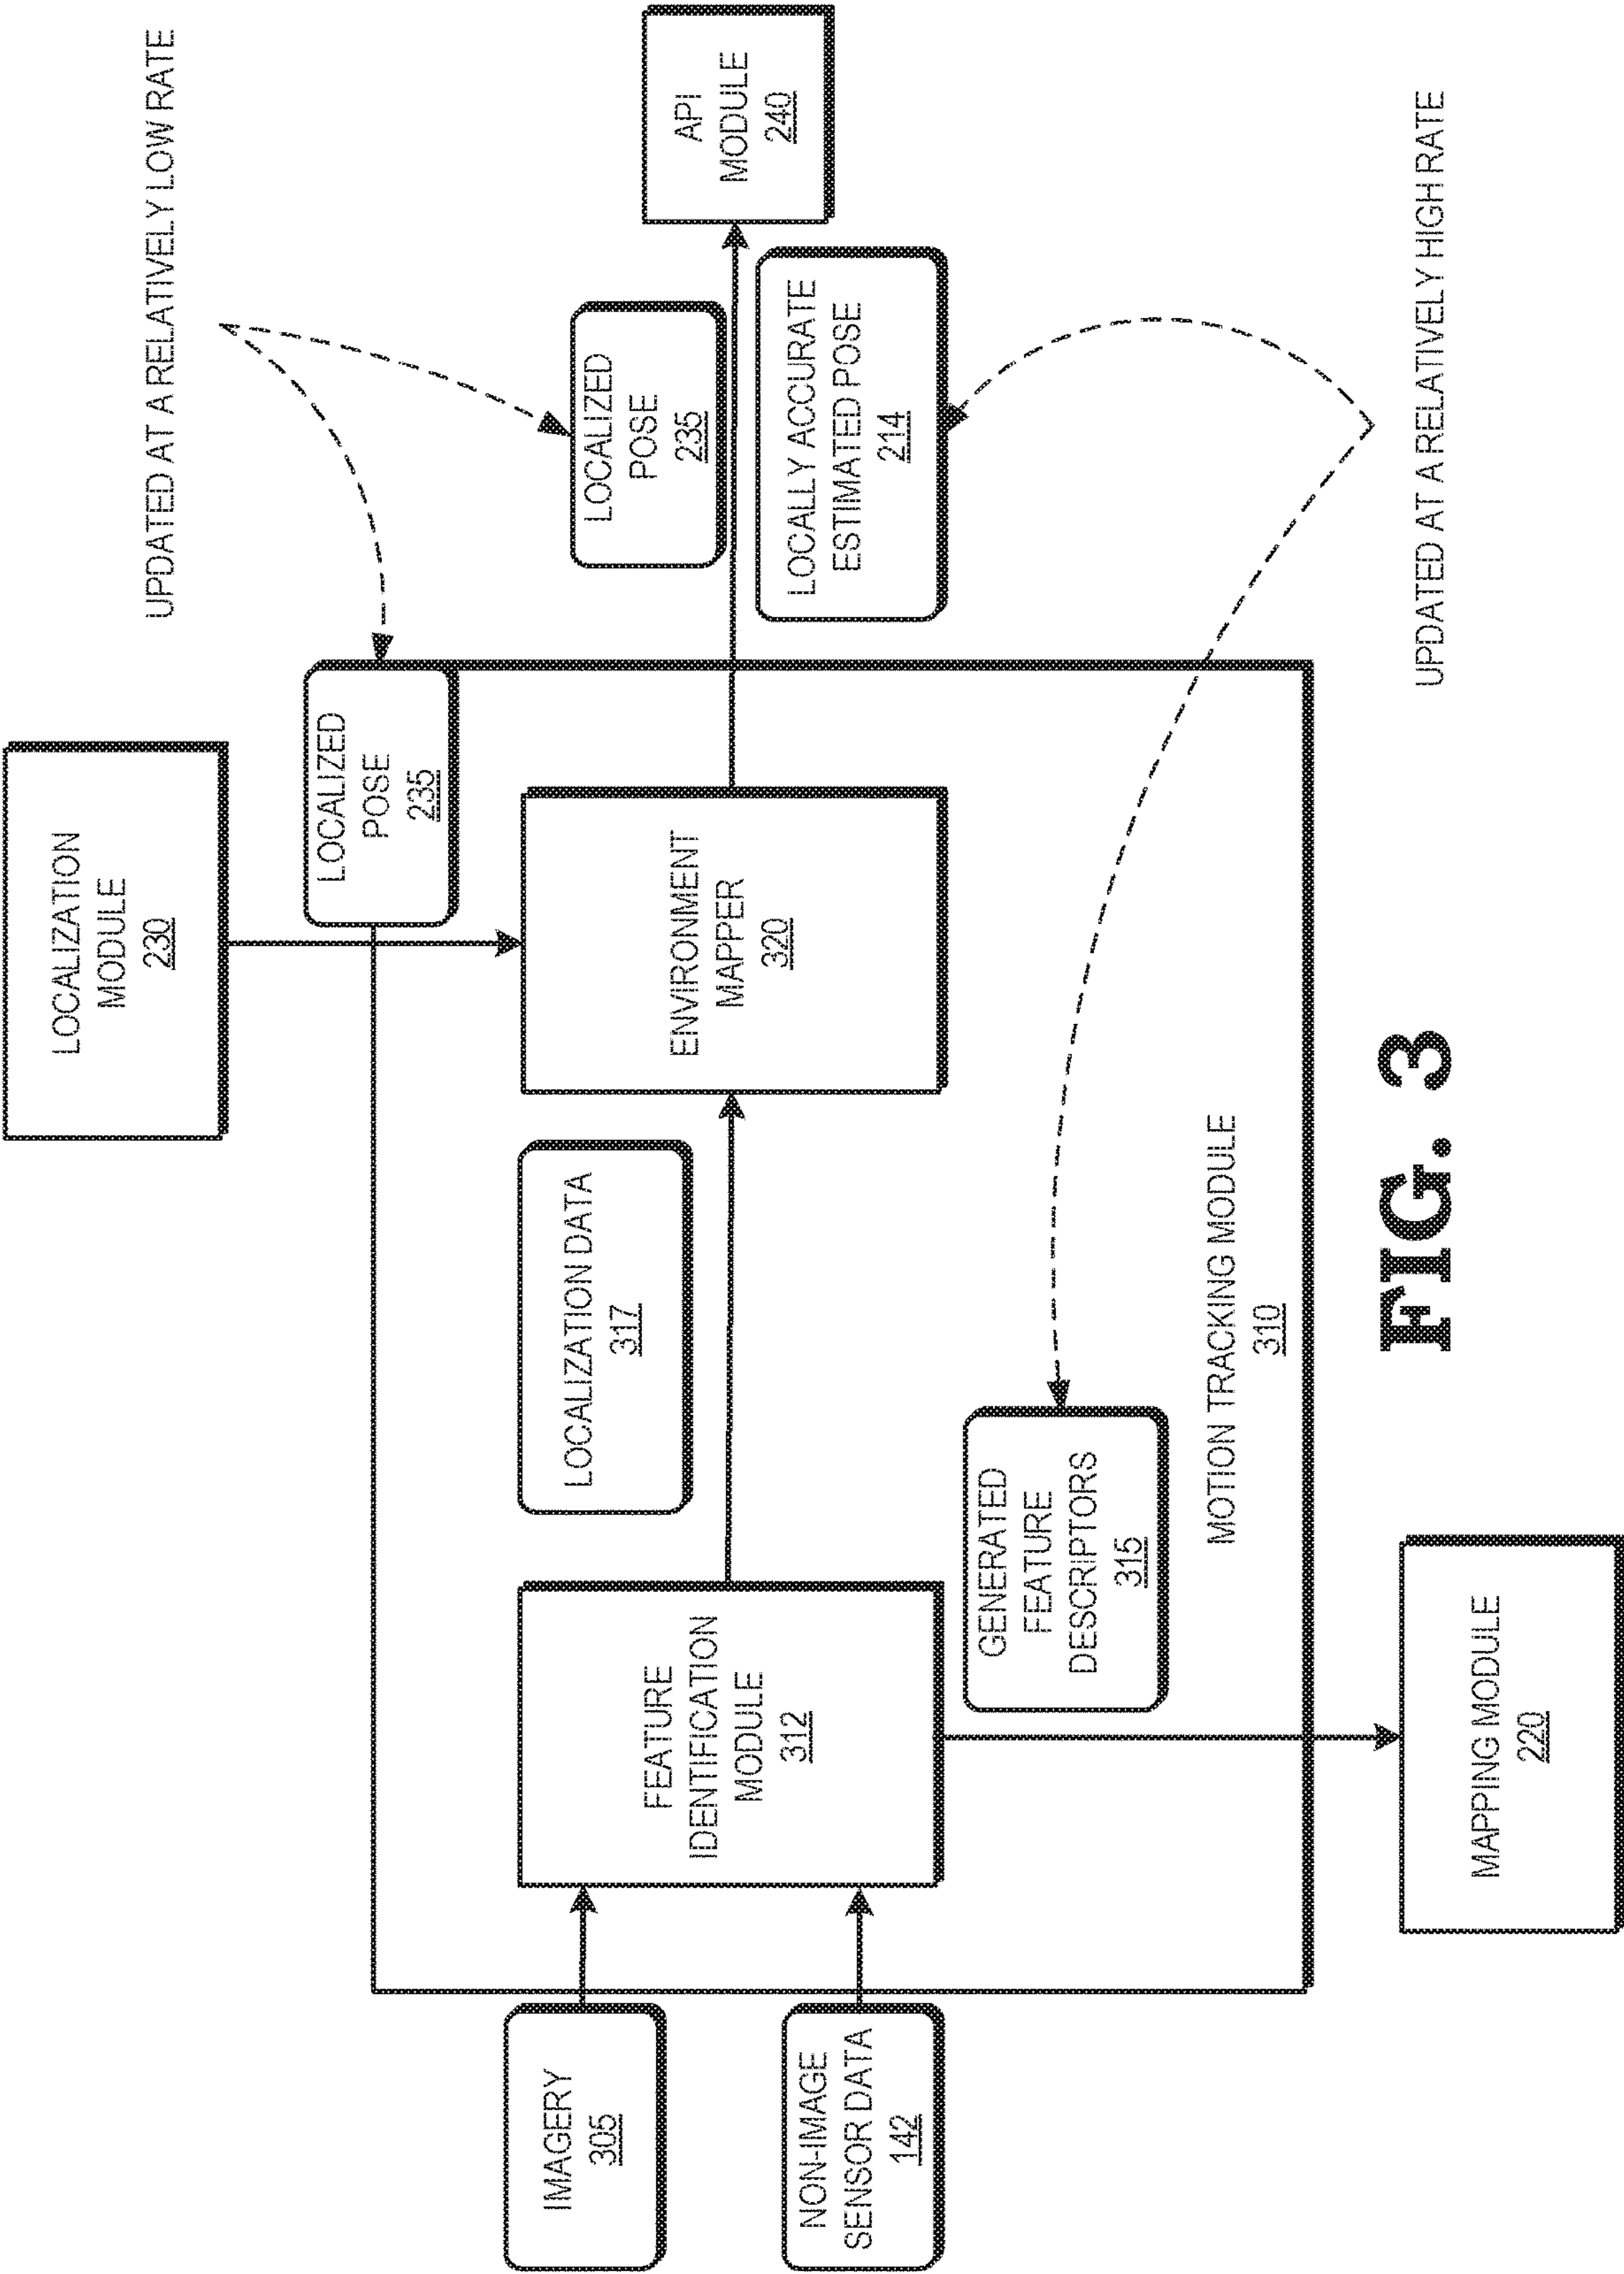 UPDATED AT A RELATIVELY LOW RATE
LOCALIZATION
MODULE
230
LOCALIZED
POSE
235
LOCALIZED
POSE
235
API
MODULE
240
IMAGERY
305
NON-IMAGE
SENSOR DATA
142
FEATURE
IDENTIFICATION
MODULE
312
LOCALIZATION DATA
317
ENVIRONMENT
MAPPER
320
LOCALLY ACCURATE
ESTIMATED POSE
214
GENERATED
FEATURE
DESCRIPTORS
315
MOTION TRACKING MODULE
310
MAPPING MODULE
220
UPDATED AT A RELATIVELY HIGH RATE
FIG. 3